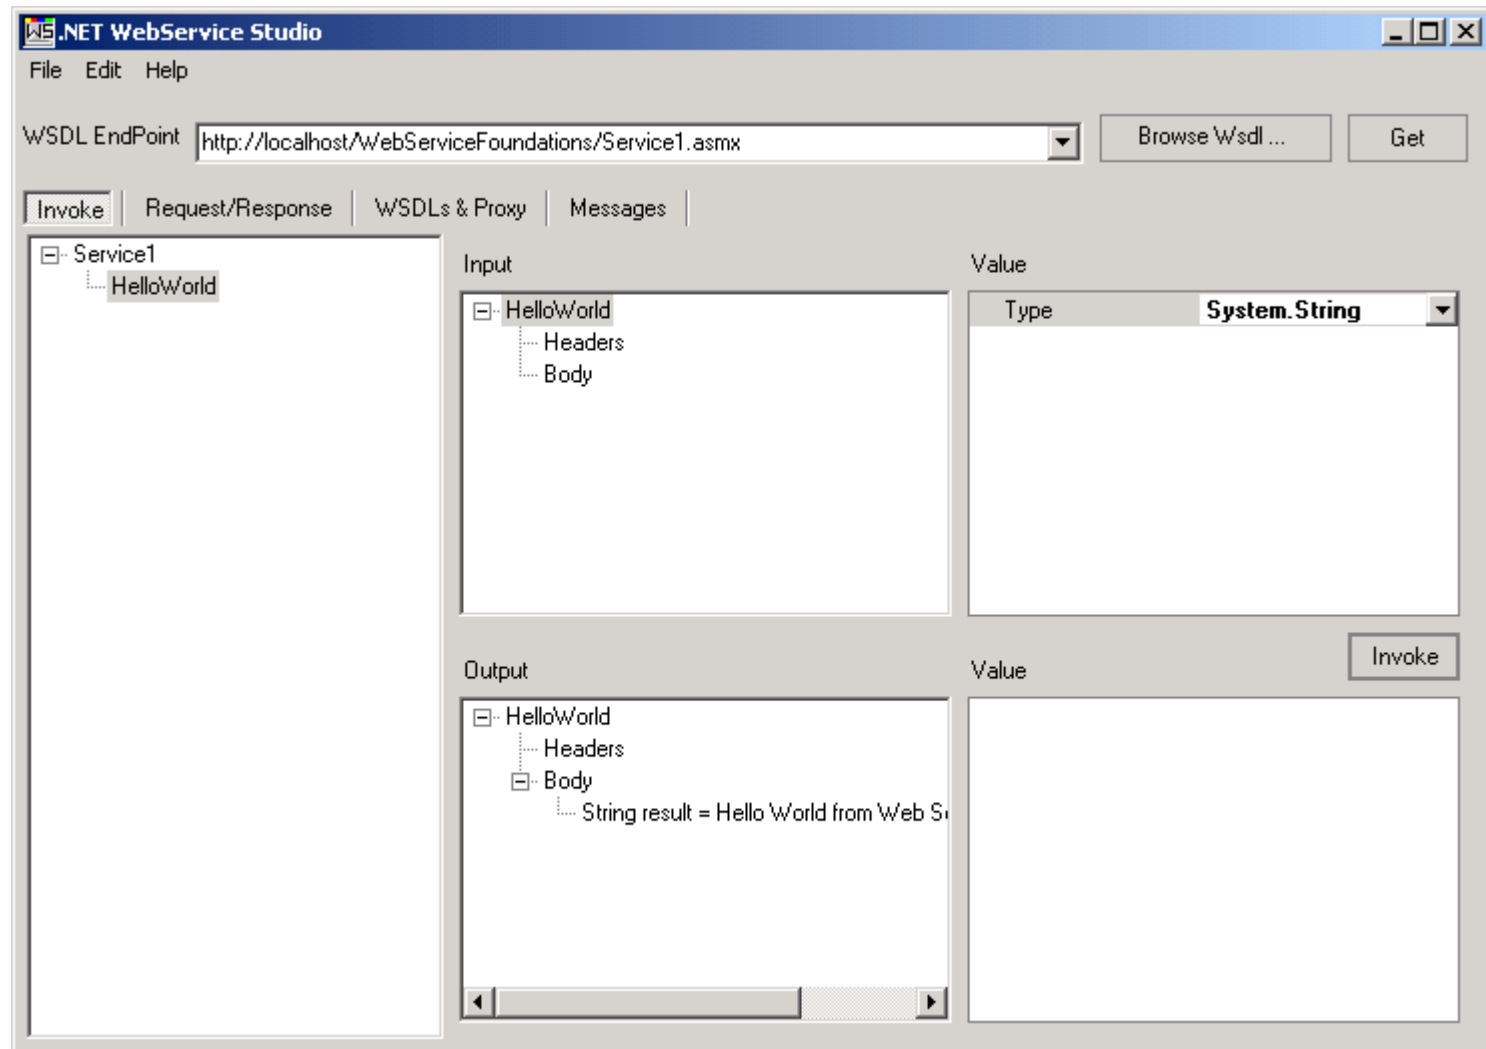 WS .NET WebService Studio
File Edit Help
WSDL EndPoint http://localhost/WebServiceFoundations/Service1.asmx Browse Wsdl ... Get
Invoke Request/Response WSDLs & Proxy Messages
Service1
HelloWorld
Input
HelloWorld
Headers
Body
Value
Type System.String
Invoke
Output
HelloWorld
Headers
Body
String result = Hello World from Web
Value